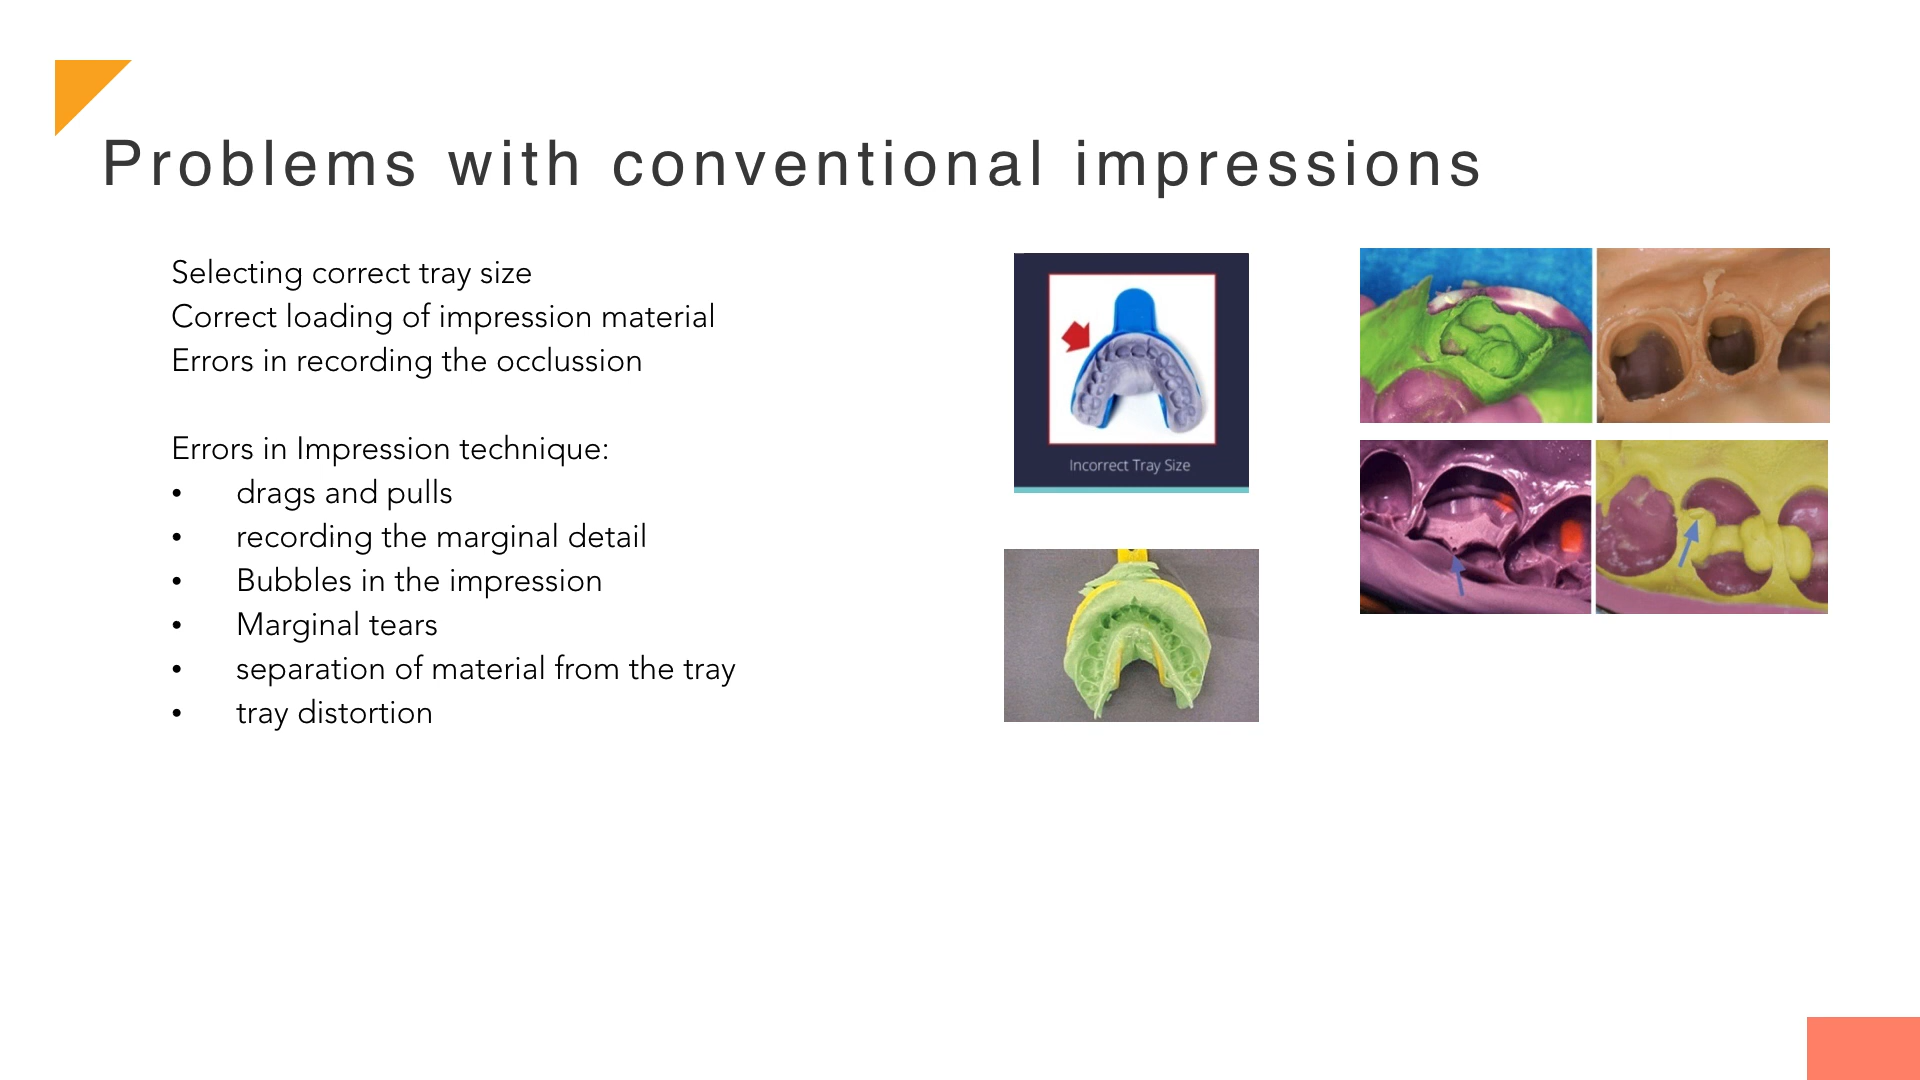 Problems with conventional impressions
Selecting correct tray size
Correct loading of impression material
Errors in recording the occlussion
Errors in Impression technique:
• drags and pulls
• recording the marginal detail
• Bubbles in the impression
• Marginal tears
• separation of material from the tray
• tray distortion
Incorrect Tray Size